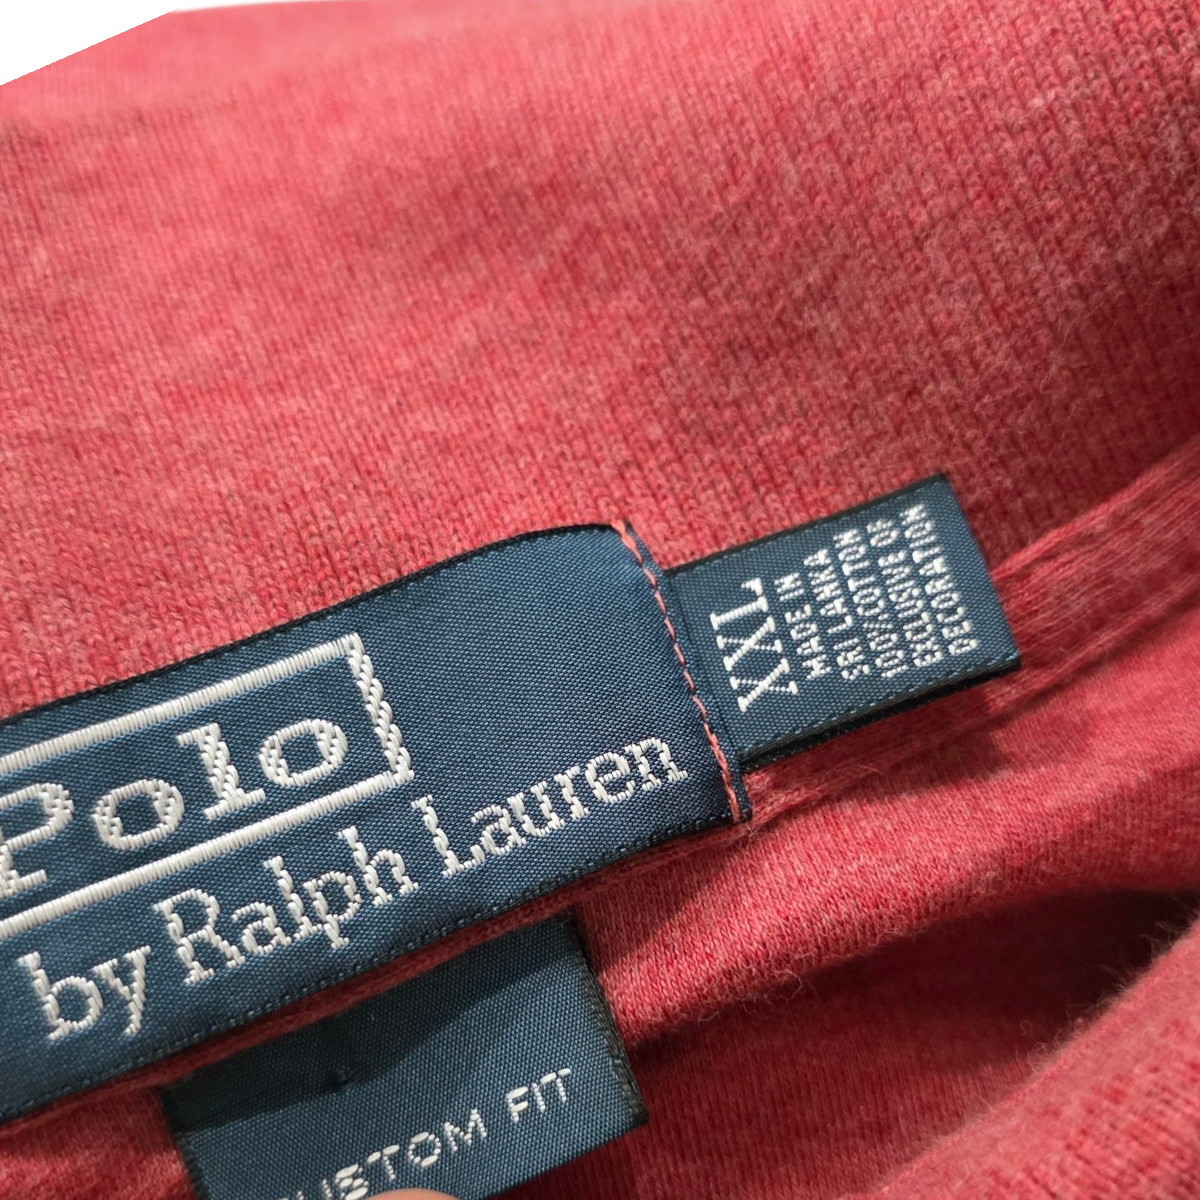 Polo
by Ralph Lauren
XXL
MADE IN
SRI LANKA
100% COTTON
EXCLUSIVE OF
DECORATION
CUSTOM FIT